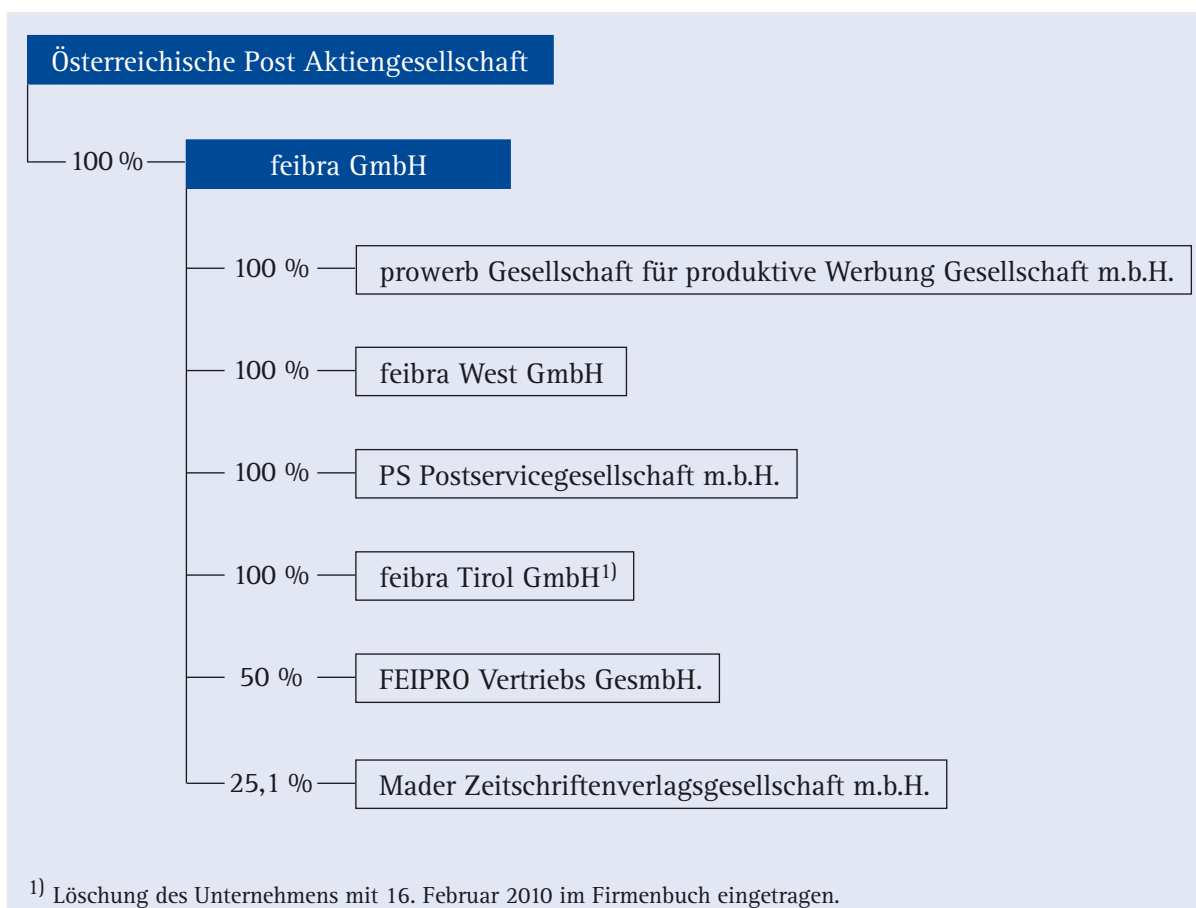 Österreichische Post Aktiengesellschaft
100 % feibra GmbH
100 % prowerb Gesellschaft für produktive Werbung Gesellschaft m.b.H.
100 % feibra West GmbH
100 % PS Postservicegesellschaft m.b.H.
100 % feibra Tirol GmbH1)
50 % FEIPRO Vertriebs GesmbH.
25,1 % Mader Zeitschriftenverlagsgesellschaft m.b.H.
1) Löschung des Unternehmens mit 16. Februar 2010 im Firmenbuch eingetragen.